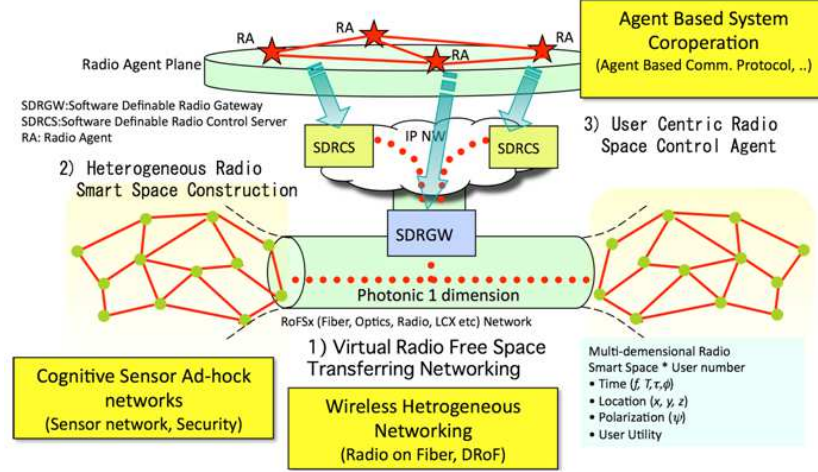 RA
RA
RA
RA
Radio Agent Plane
Agent Based System
Coroperation
(Agent Based Comm. Protocol, ..)
SDRGW:Software Definable Radio Gateway
SDRCS:Software Definable Radio Control Server
RA: Radio Agent
IP NW
SDRCS
SDRCS
3) User Centric Radio
Space Control Agent
2) Heterogeneous Radio
Smart Space Construction
SDRGW
Photonic 1 dimension
RoFSx (Fiber, Optics, Radio, LCX etc) Network
1) Virtual Radio Free Space
Transferring Networking
Cognitive Sensor Ad-hock
networks
(Sensor network, Security)
Wireless Hetrogneous
Networking
(Radio on Fiber, DRoF)
Multi-demensional Radio
Smart Space * User number
• Time (f, T,τ,ϕ)
• Location (x, y, z)
• Polarization (ψ)
• User Utility